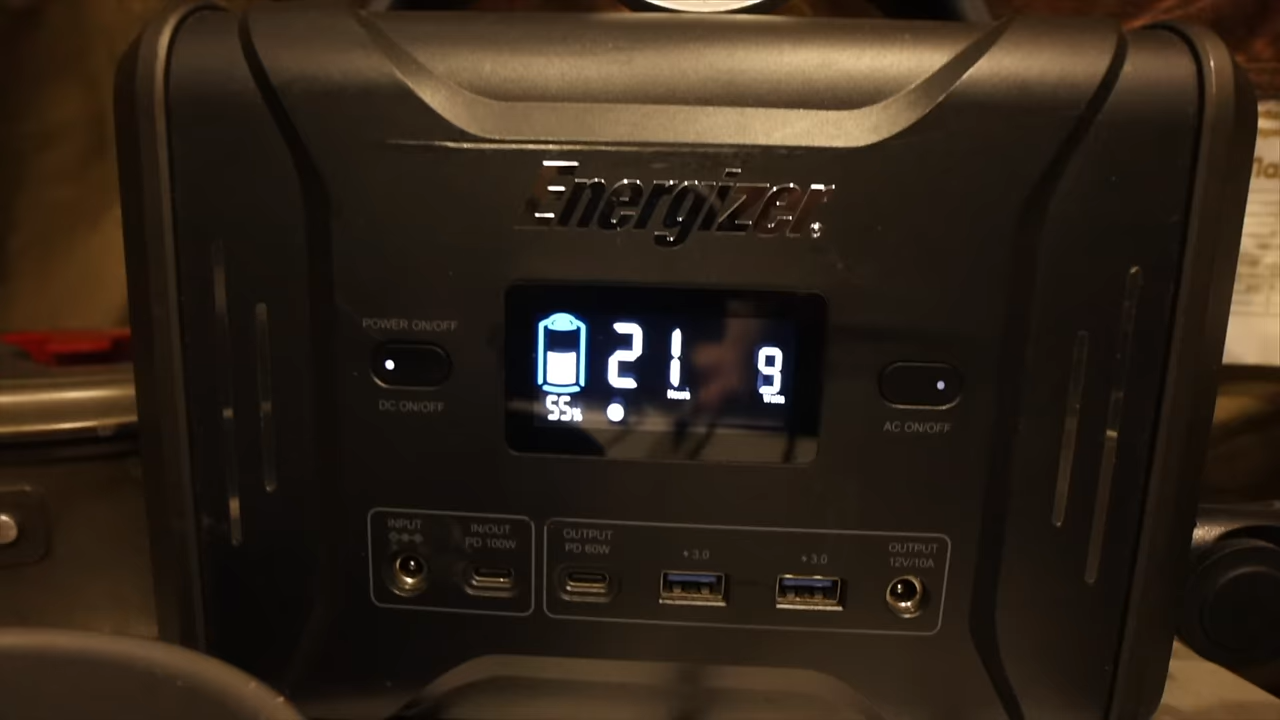 Energizer
POWER ON/OFF
DC ON/OFF
55%
21
Hours
9
Watts
AC ON/OFF
INPUT
IN/OUT
PD 100W
OUTPUT
PD 60W
3.0
3.0
OUTPUT
12V/10A